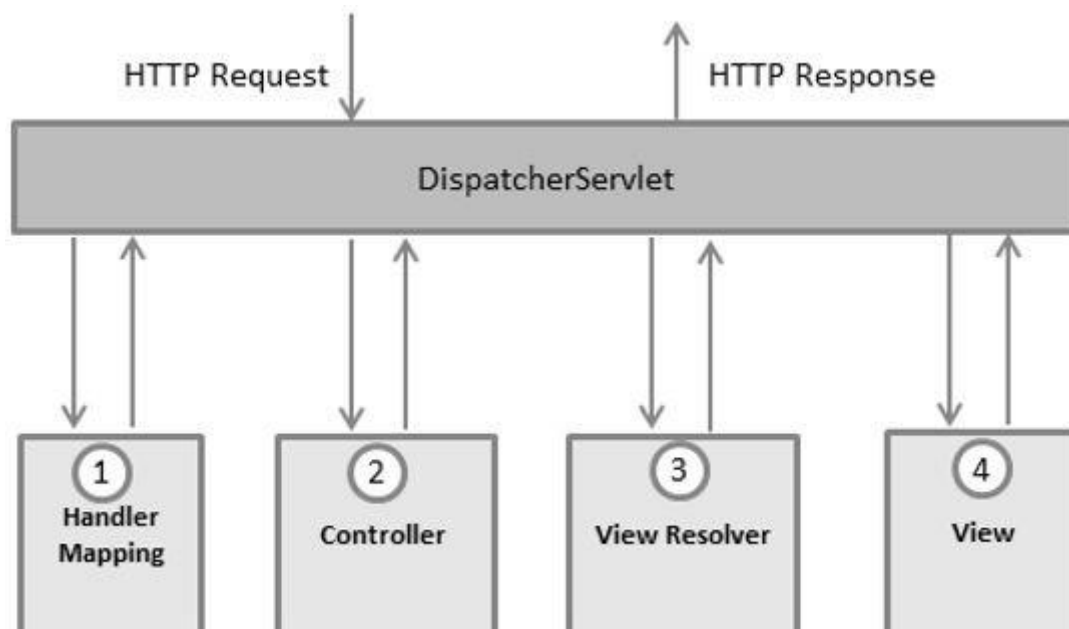 HTTP Request
HTTP Response
DispatcherServlet
1
Handler
Mapping
2
Controller
3
View Resolver
4
View